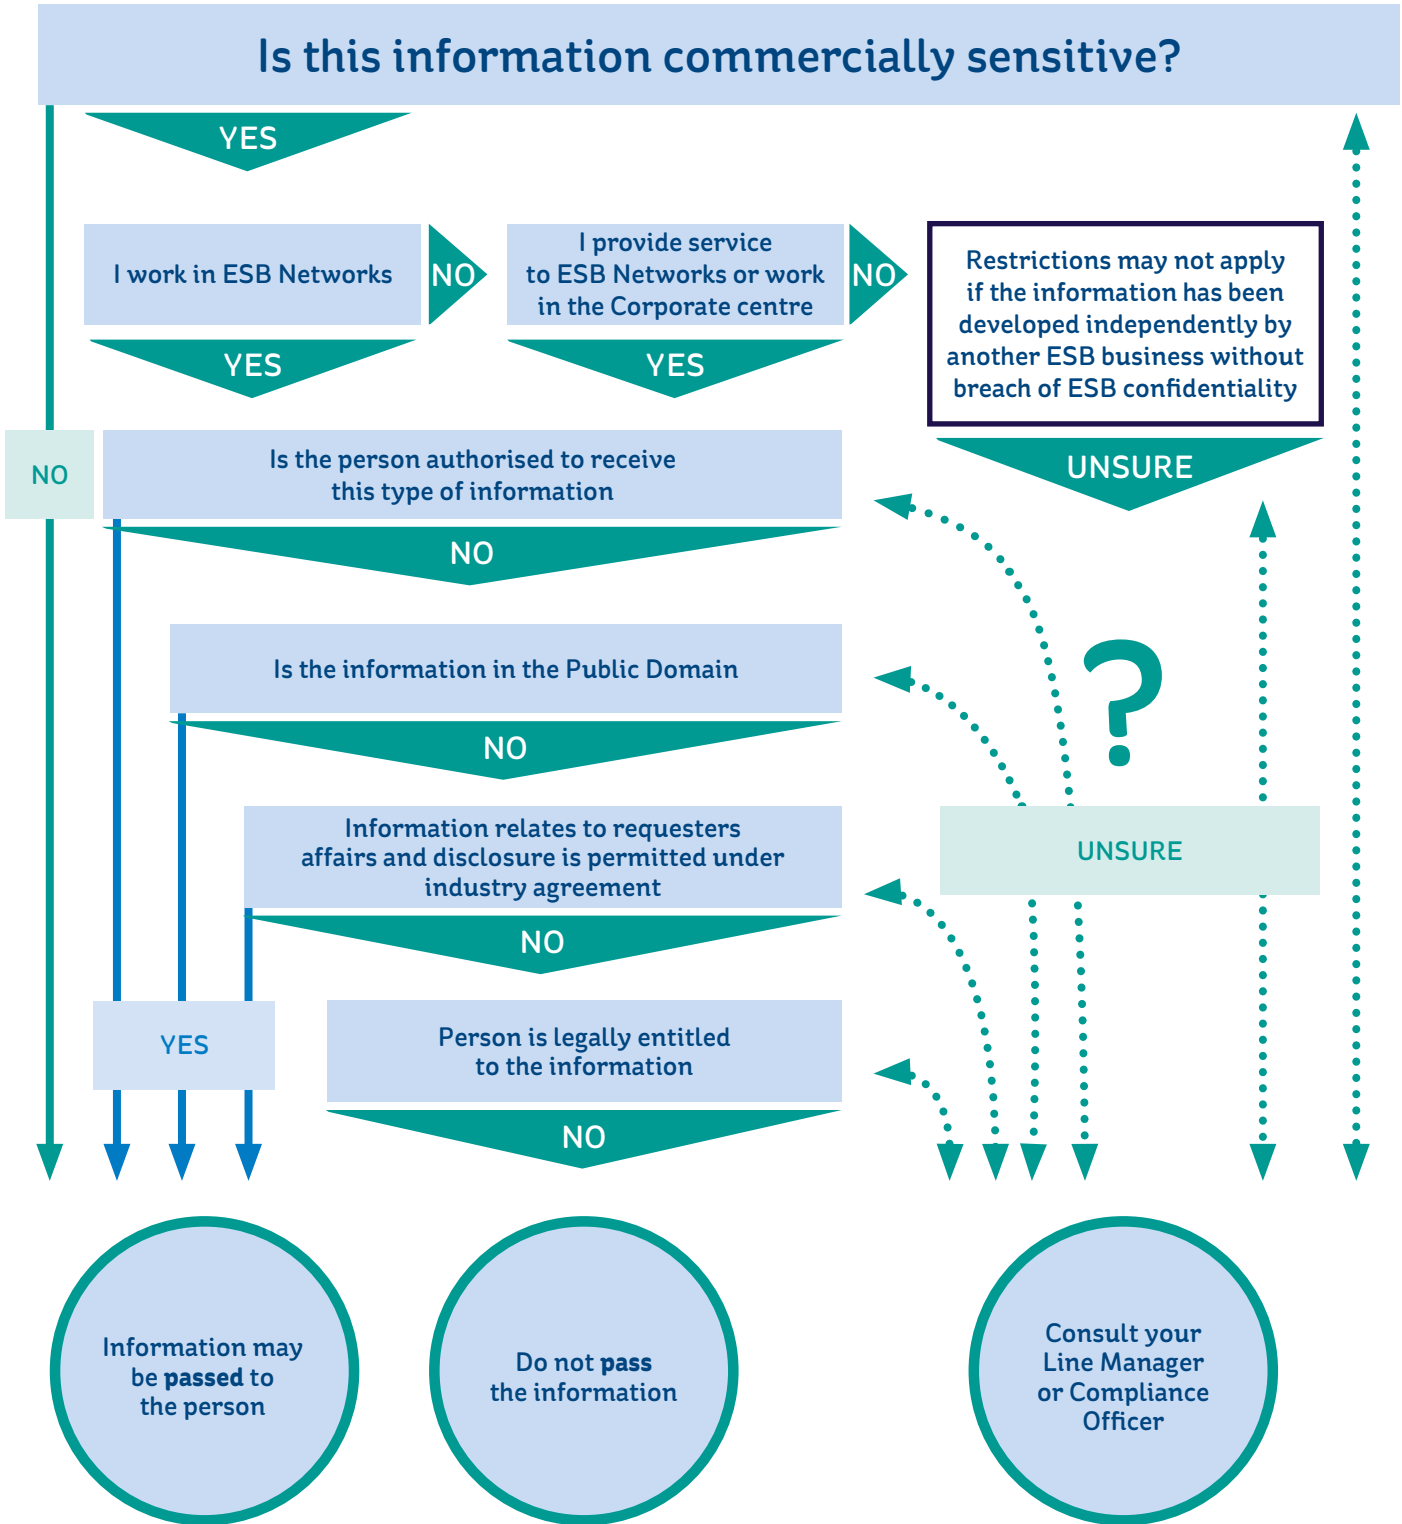 Is this information commercially sensitive?
YES
I work in ESB Networks
NO
I provide service
to ESB Networks or work
in the Corporate centre
NO
Restrictions may not apply
if the information has been
developed independently by
another ESB business without
breach of ESB confidentiality
YES
YES
UNSURE
NO
Is the person authorised to receive
this type of information
NO
Is the information in the Public Domain
?
NO
Information relates to requesters
affairs and disclosure is permitted under
industry agreement
UNSURE
NO
YES
Person is legally entitled
to the information
NO
Information may
be passed to
the person
Do not pass
the information
Consult your
Line Manager
or Compliance
Officer